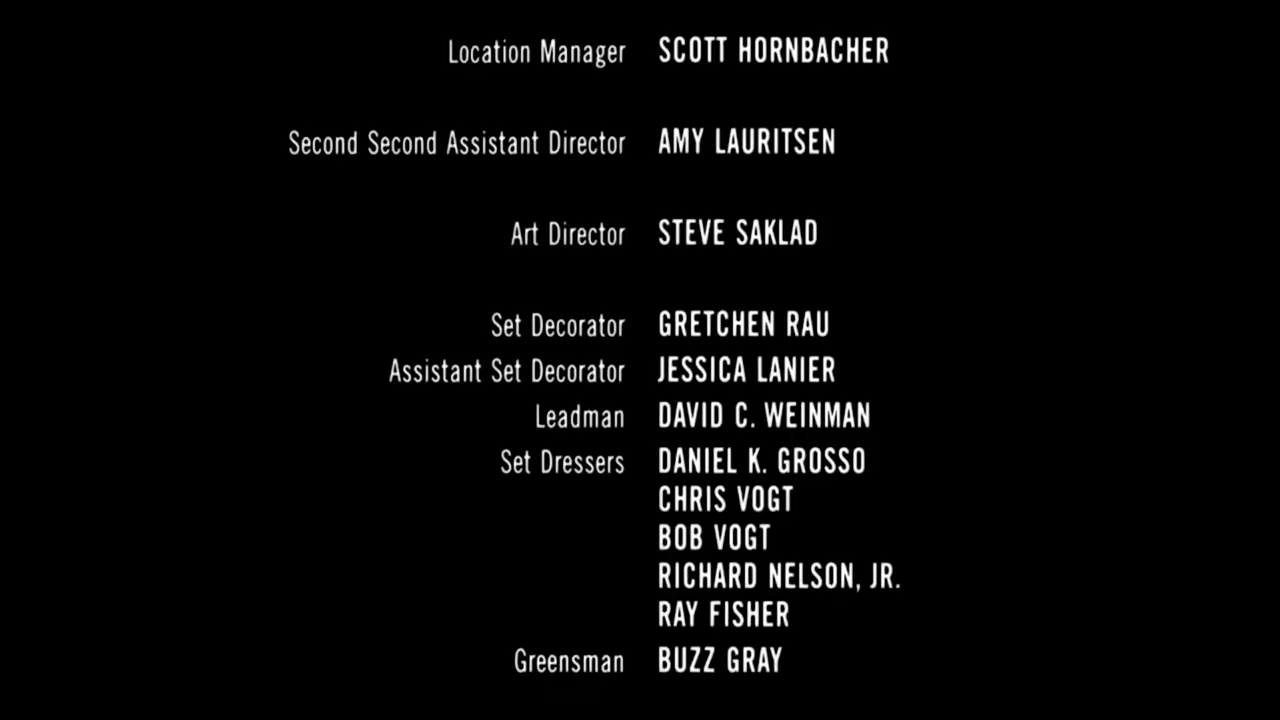 Location Manager SCOTT HORNBACHER
Second Second Assistant Director AMY LAURITSEN
Art Director STEVE SAKLAD
Set Decorator GRETCHEN RAU
Assistant Set Decorator JESSICA LANIER
Leadman DAVID C. WEINMAN
Set Dressers DANIEL K. GROSSO
CHRIS VOGT
BOB VOGT
RICHARD NELSON, JR.
RAY FISHER
Greensman BUZZ GRAY